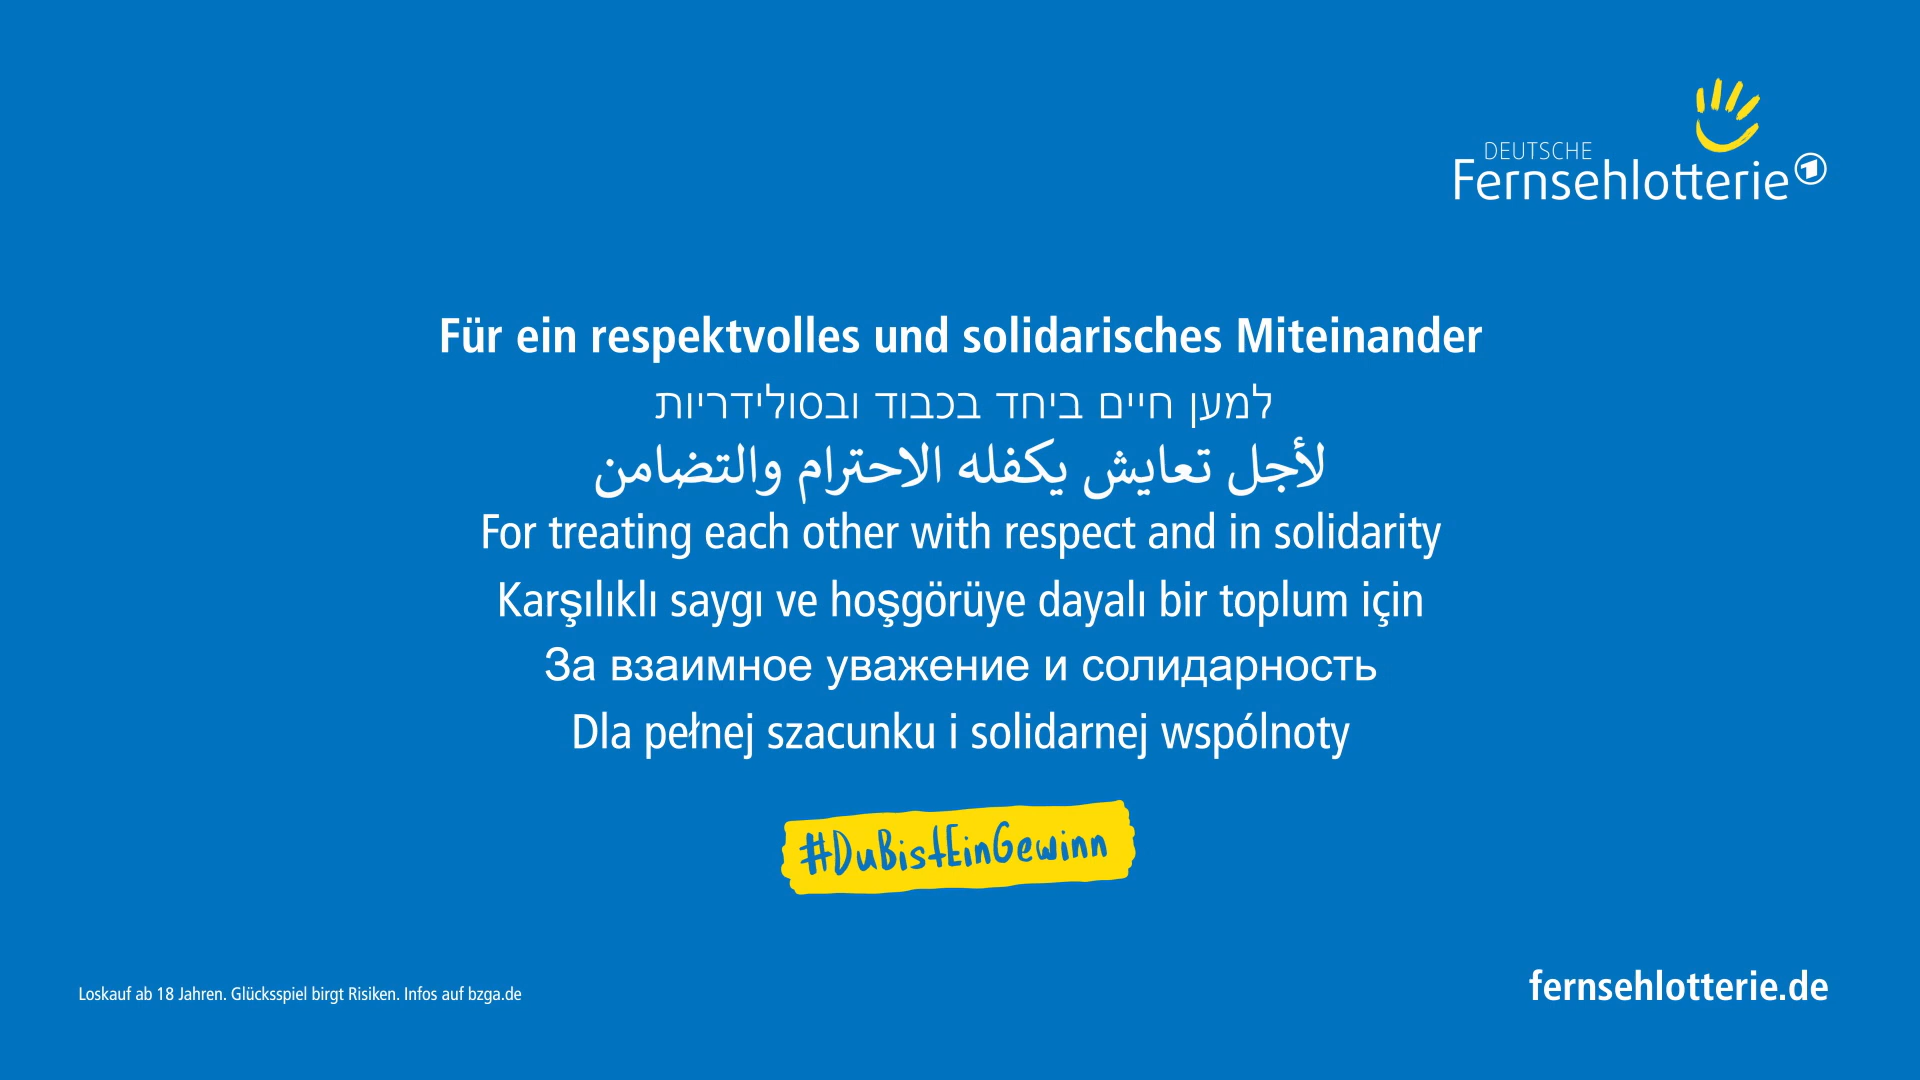 DEUTSCHE
Fernsehlotterie
Für ein respektvolles und solidarisches Miteinander
למען חיים ביחד בכבוד ובסולידריות
لأجل تعايش يكفله الاحترام والتضامن
For treating each other with respect and in solidarity
Karşılıklı saygı ve hoşgörüye dayalı bir toplum için
За взаимное уважение и солидарность
Dla pełnej szacunku i solidarnej wspólnoty
#DuBistEinGewinn
Loskauf ab 18 Jahren. Glücksspiel birgt Risiken. Infos auf bzga.de
fernsehlotterie.de